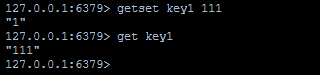 127.0.0.1:6379> getset key1 111
"1"
127.0.0.1:6379> get key1
"111"
127.0.0.1:6379>